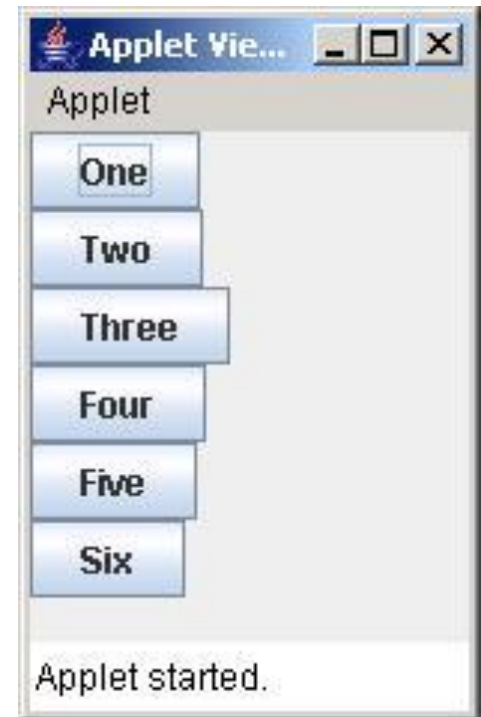 Applet Vie...
Applet
One
Two
Three
Four
Five
Six
Applet started.